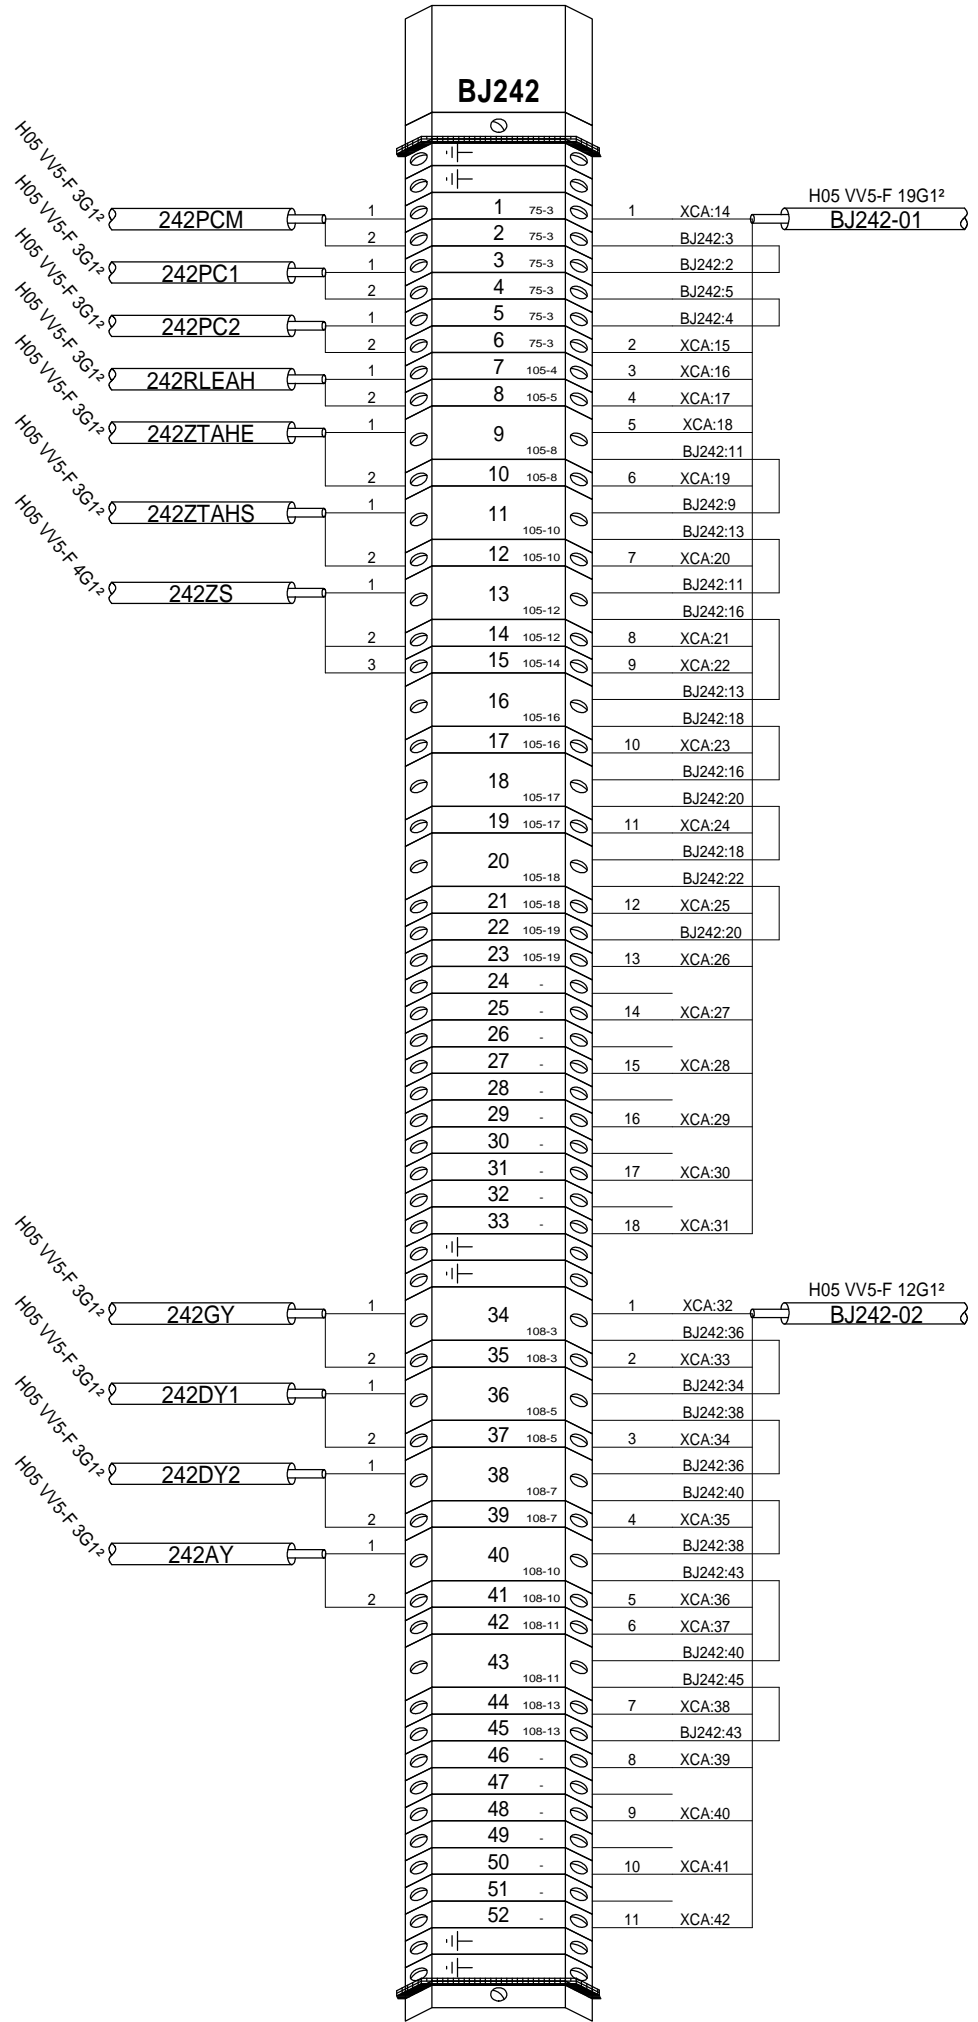 BJ242
H05 VV5-F 3G1²
H05 VV5-F 19G1²
242PCM 1 1 75-3 1 XCA:14 BJ242-01
2 2 75-3 BJ242:3
H05 VV5-F 3G1²
242PC1 1 3 75-3 BJ242:2
2 4 75-3 BJ242:5
H05 VV5-F 3G1²
242PC2 1 5 75-3 BJ242:4
2 6 75-3 2 XCA:15
H05 VV5-F 3G1²
242RLEAH 1 7 105-4 3 XCA:16
2 8 105-5 4 XCA:17
H05 VV5-F 3G1²
242ZTAHE 1 9 105-8 5 XCA:18
BJ242:11
2 10 105-8 6 XCA:19
H05 VV5-F 3G1²
242ZTAHS 1 11 105-10 BJ242:9
BJ242:13
2 12 105-10 7 XCA:20
H05 VV5-F 4G1²
242ZS 1 13 105-12 BJ242:11
BJ242:16
2 14 105-12 8 XCA:21
3 15 105-14 9 XCA:22
16 105-16 BJ242:13
BJ242:18
17 105-16 10 XCA:23
18 105-17 BJ242:16
BJ242:20
19 105-17 11 XCA:24
20 105-18 BJ242:18
BJ242:22
21 105-18 12 XCA:25
22 105-19 BJ242:20
23 105-19 13 XCA:26
24 -
25 - 14 XCA:27
26 -
27 - 15 XCA:28
28 -
29 - 16 XCA:29
30 -
31 - 17 XCA:30
32 -
33 - 18 XCA:31
H05 VV5-F 3G1²
H05 VV5-F 12G1²
242GY 1 34 108-3 1 XCA:32 BJ242-02
BJ242:36
2 35 108-3 2 XCA:33
H05 VV5-F 3G1²
242DY1 1 36 108-5 BJ242:34
BJ242:38
2 37 108-5 3 XCA:34
H05 VV5-F 3G1²
242DY2 1 38 108-7 BJ242:36
BJ242:40
2 39 108-7 4 XCA:35
H05 VV5-F 3G1²
242AY 1 40 108-10 BJ242:38
BJ242:43
2 41 108-10 5 XCA:36
42 108-11 6 XCA:37
43 108-11 BJ242:40
BJ242:45
44 108-13 7 XCA:38
45 108-13 BJ242:43
46 - 8 XCA:39
47 -
48 - 9 XCA:40
49 -
50 - 10 XCA:41
51 -
52 - 11 XCA:42